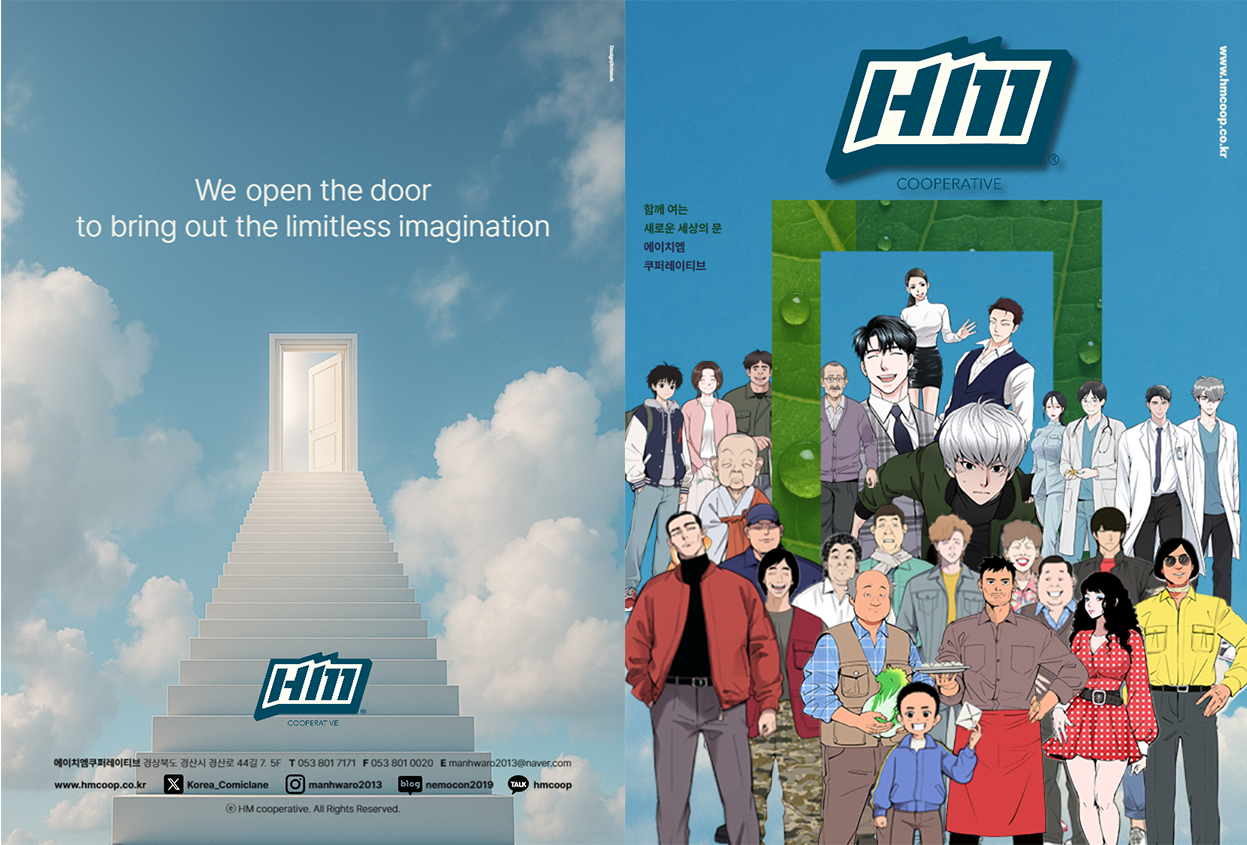 We open the door
to bring out the limitless imagination
HM
®
COOPERATIVE
에이치엠쿠퍼레이티브 경상북도 경산시 경산로 44길 7. 5F T 053 801 7171 F 053 801 0020 E manhwaro2013@naver.com
www.hmcoop.co.kr X Korea_Comiclane manhwaro2013 blog nemocon2019 TALK hmcoop
ⓒ HM cooperative. All Rights Reserved.
HM
®
COOPERATIVE
www.hmcoop.co.kr
함께 여는
새로운 세상의 문
에이치엠
쿠퍼레이티브